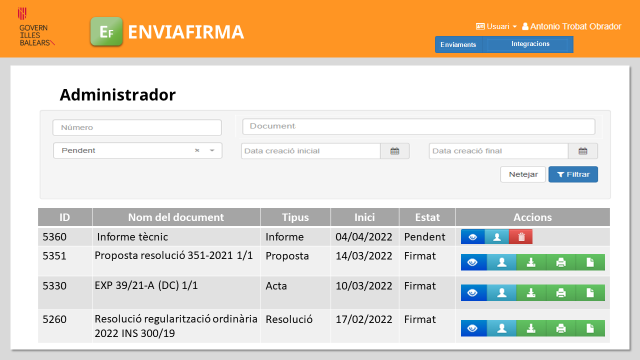 GOVERN
ILLES
BALEARS
EF ENVIAFIRMA
Usuari
Antonio Trobat Obrador
Enviaments
Integracions
Administrador
Número
Document
Pendent ×
Data creació inicial
Data creació final
Netejar
Filtrar
ID Nom del document Tipus Inici Estat Accions
5360 Informe tècnic Informe 04/04/2022 Pendent
5351 Proposta resolució 351-2021 1/1 Proposta 14/03/2022 Firmat
5330 EXP 39/21-A (DC) 1/1 Acta 10/03/2022 Firmat
5260 Resolució regularització ordinària Resolució 17/02/2022 Firmat
2022 INS 300/19